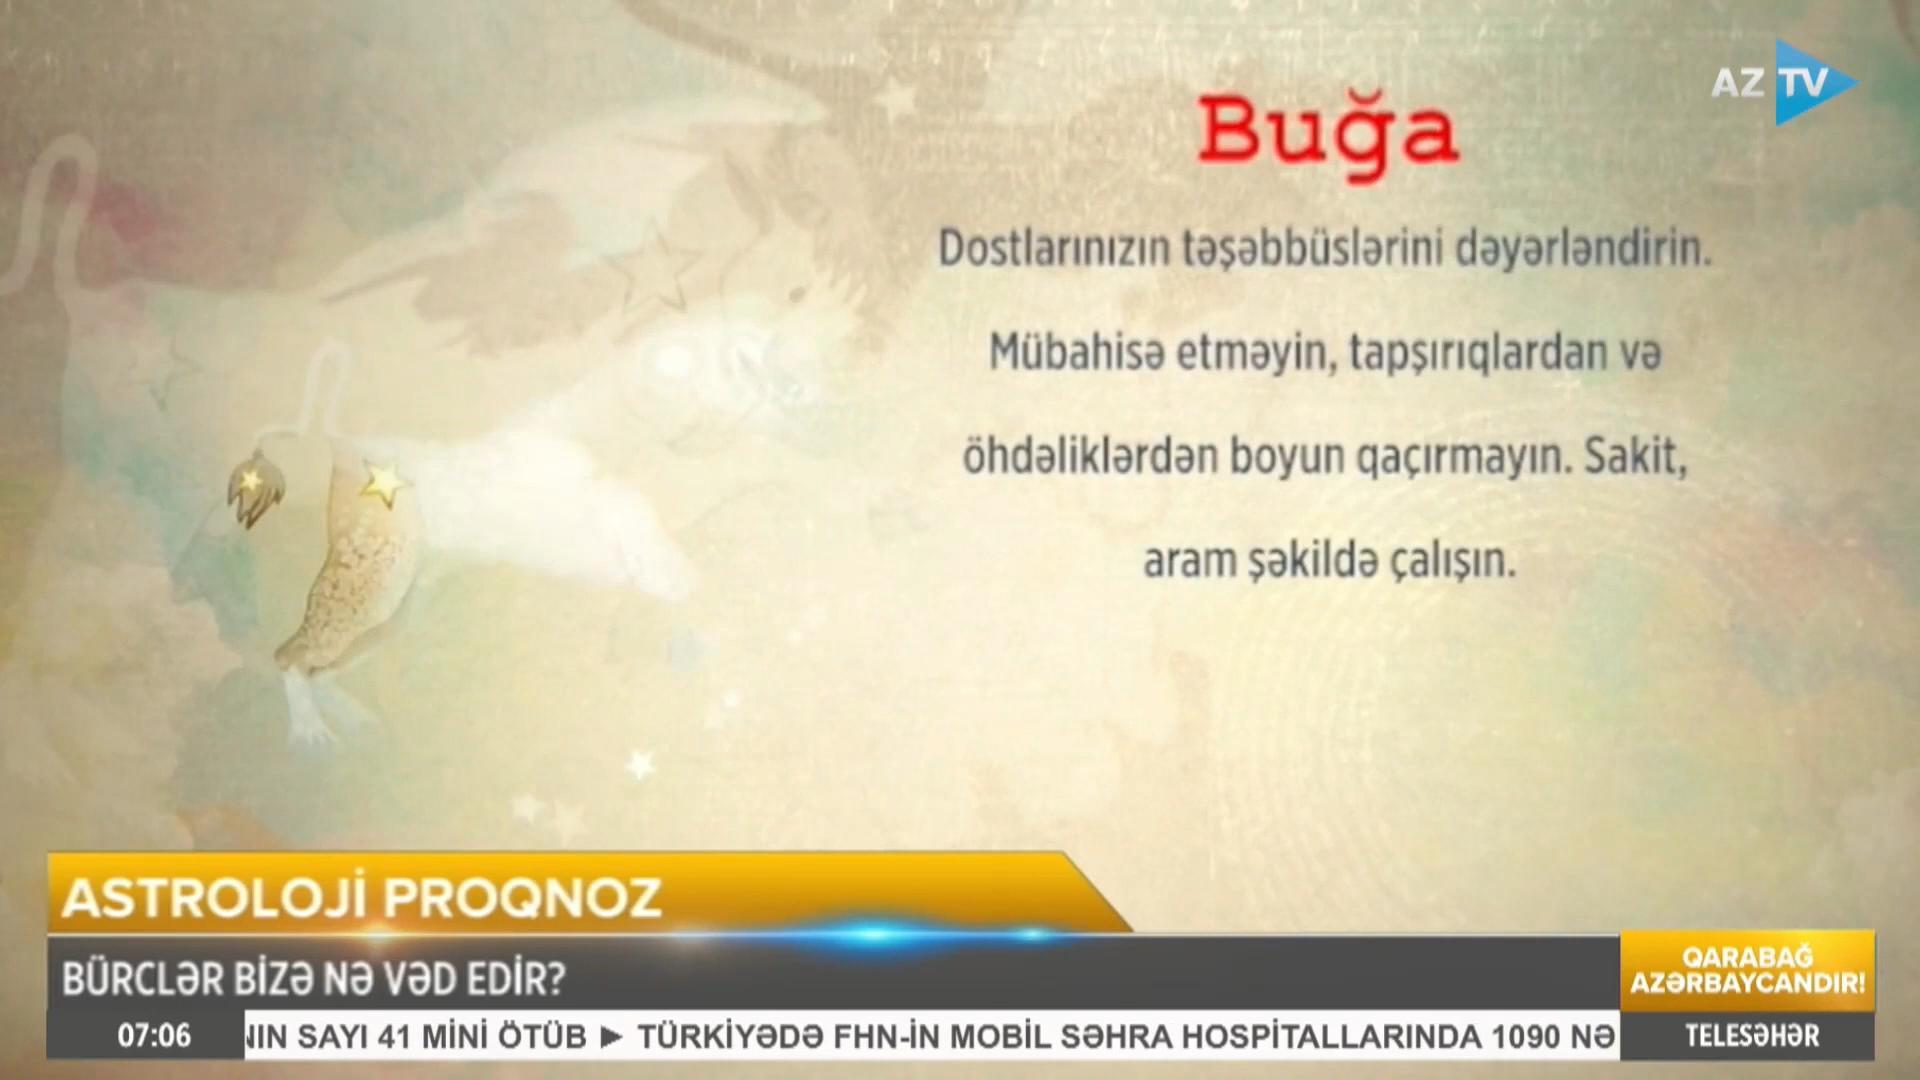 AZ TV
Buğa
Dostlarınızın təşəbbüslərini dəyərləndirin.
Mübahisə etməyin, tapşırıqlardan və
öhdəliklərdən boyun qaçırmayın. Sakit,
aram şəkildə çalışın.
ASTROLOJİ PROQNOZ
BÜRCLƏR BİZƏ NƏ VƏD EDİR?
QARABAĞ
AZƏRBAYCANDIR!
07:06
SAYI 41 MİNİ ÖTÜB ► TÜRKİYƏDƏ FHN-İN MOBİL SƏHRA HOSPİTALLARINDA 1090
TELESƏHƏR